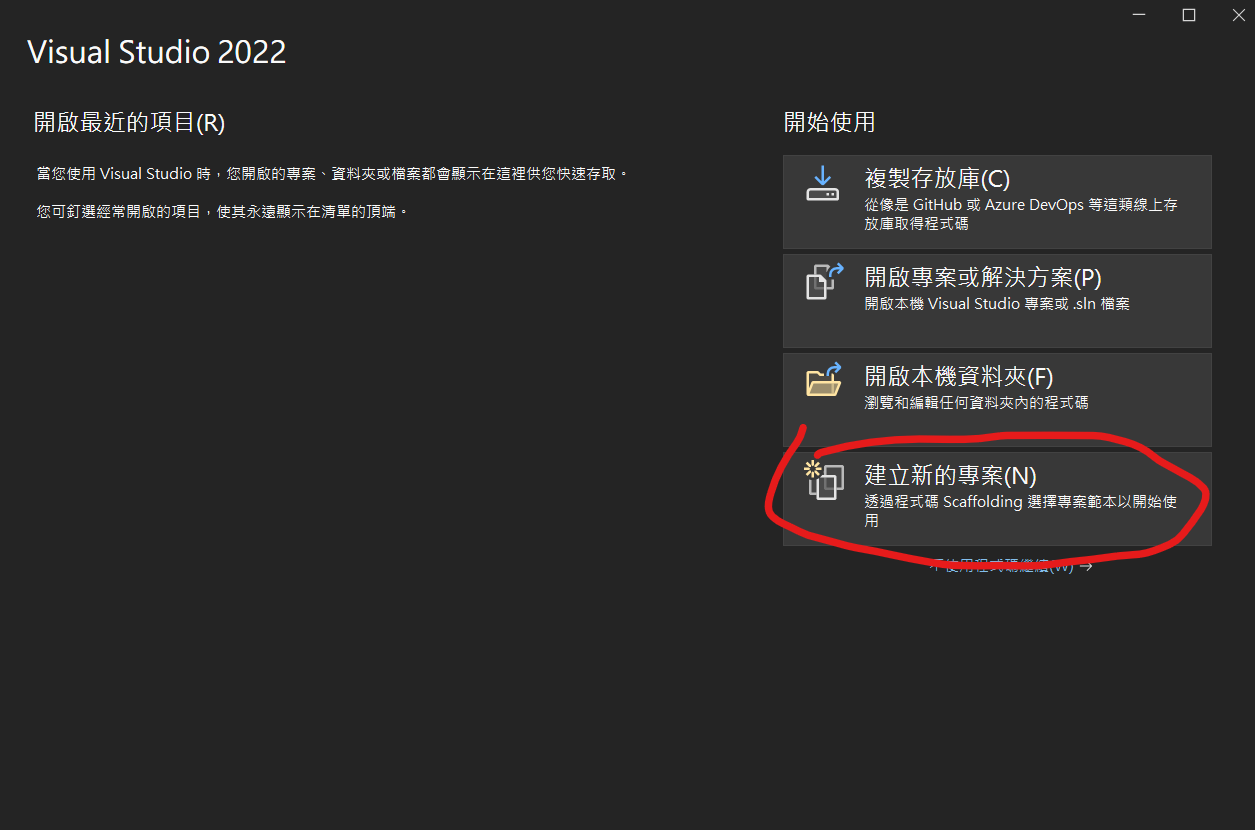 Visual Studio 2022
開啟最近的項目(R)
當您使用 Visual Studio 時，您開啟的專案、資料夾或檔案都會顯示在這裡供您快速存取。
您可釘選經常開啟的項目，使其永遠顯示在清單的頂端。
開始使用
複製存放庫(C)
從像是 GitHub 或 Azure DevOps 等這類線上存
放庫取得程式碼
開啟專案或解決方案(P)
開啟本機 Visual Studio 專案或 .sln 檔案
開啟本機資料夾(F)
瀏覽和編輯任何資料夾內的程式碼
建立新的專案(N)
透過程式碼 Scaffolding 選擇專案範本以開始使
用
不使用程式碼繼續(W) →